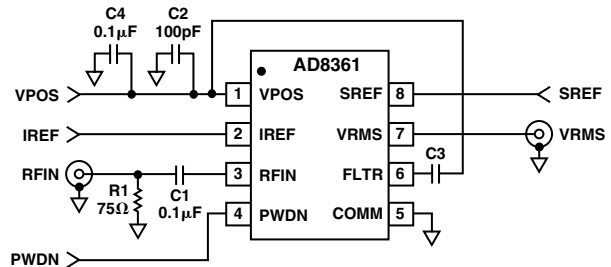 C4
0.1µF
C2
100pF
AD8361
VPOS
1 VPOS
SREF 8
SREF
IREF
2 IREF
VRMS 7
VRMS
RFIN
3 RFIN
FLTR 6
C3
R1
75Ω
C1
0.1µF
4 PWDN
COMM 5
PWDN